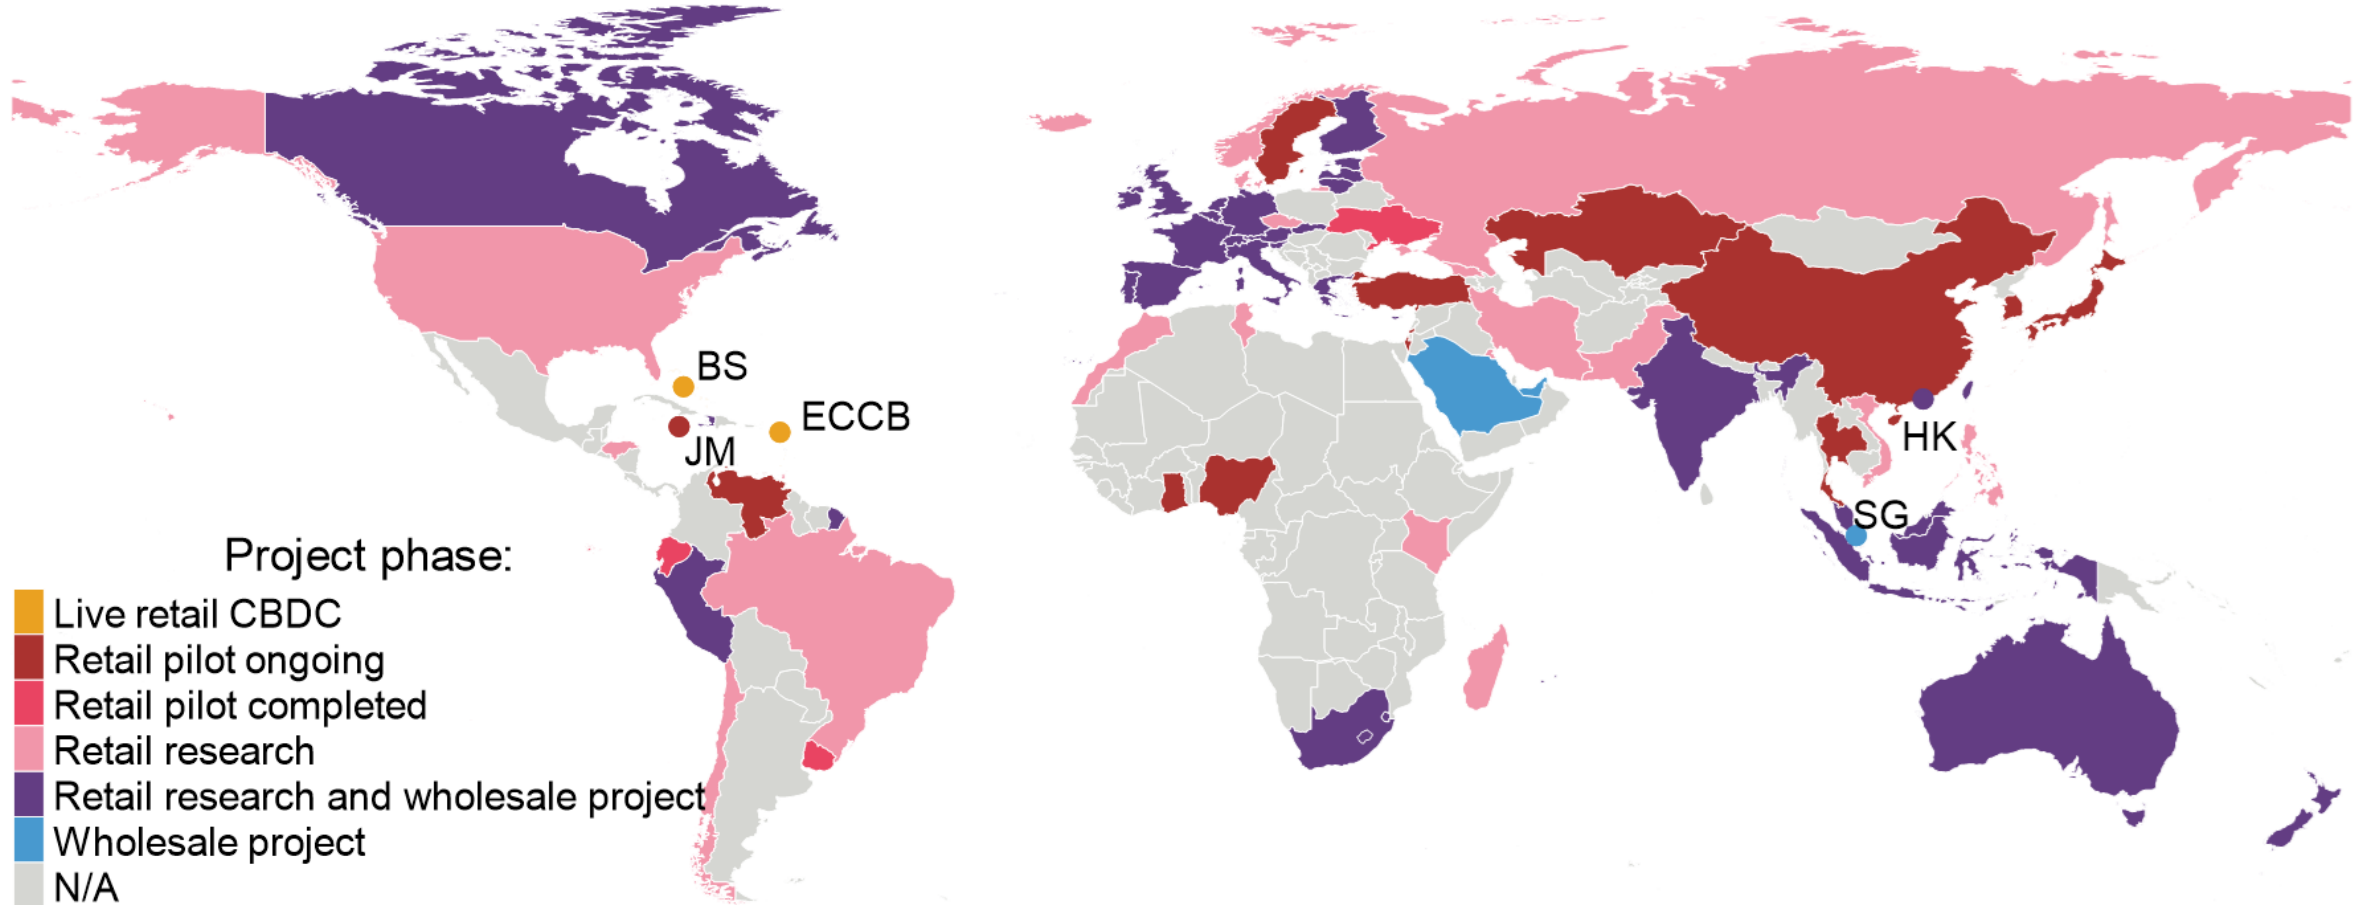 BS
ECCB
JM
HK
SG
Project phase:
Live retail CBDC
Retail pilot ongoing
Retail pilot completed
Retail research
Retail research and wholesale project
Wholesale project
N/A